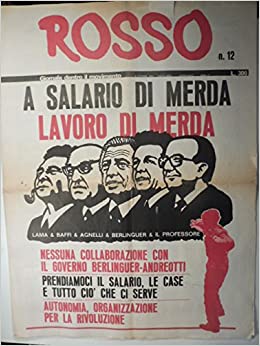 ROSSO
n. 12
Giornale dentro il movimento
L. 300
A SALARIO DI MERDA
LAVORO DI MERDA
LAMA & BAFFI & AGNELLI & BERLINGUER & IL PROFESSORE
NESSUNA COLLABORAZIONE CON
IL GOVERNO BERLINGUER-ANDREOTTI
PRENDIAMOCI IL SALARIO, LE CASE
E TUTTO CIO' CHE CI SERVE
AUTONOMIA, ORGANIZZAZIONE
PER LA RIVOLUZIONE